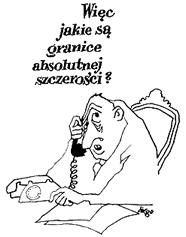 Więc
jakie są
granice
absolutnej
szczerości?